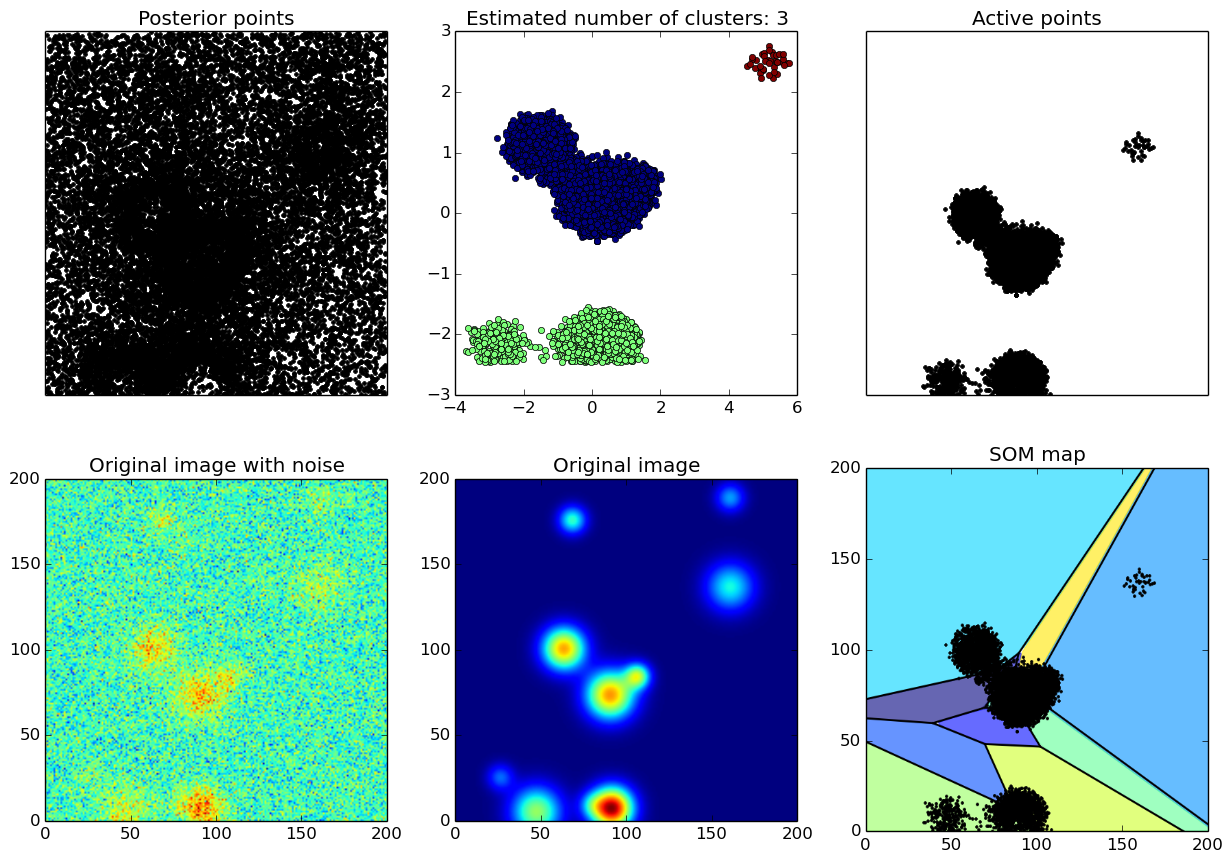 Posterior points
Estimated number of clusters: 3
Active points
3
2
1
0
−1
−2
−3
−4 −2 0 2 4 6
Original image with noise
Original image
SOM map
200
150
100
50
0
0 50 100 150 200
200
150
100
50
0
0 50 100 150 200
200
150
100
50
0
0 50 100 150 200